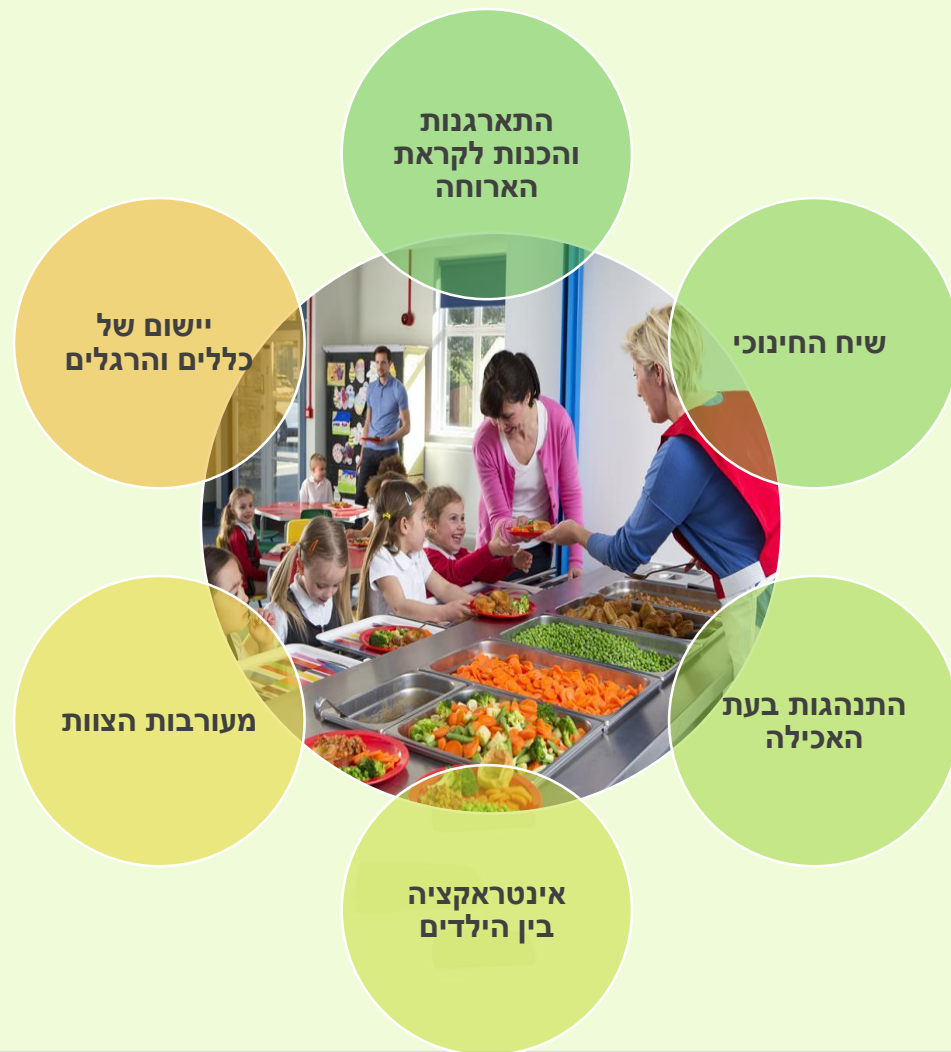 התארגנות
והכנות לקראת
הארוחה
שיח החינוכי
התנהגות בעת
האכילה
אינטראקציה
בין הילדים
מעורבות הצוות
יישום של
כללים והרגלים